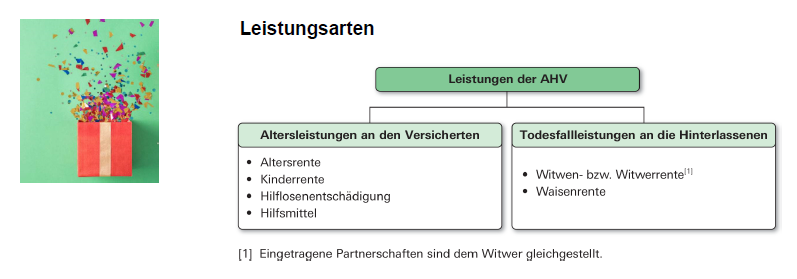 Leistungsarten
Leistungen der AHV
Altersleistungen an den Versicherten
• Altersrente
• Kinderrente
• Hilflosenentschädigung
• Hilfsmittel
Todesfallleistungen an die Hinterlassenen
• Witwen- bzw. Witwerrente[1]
• Waisenrente
[1] Eingetragene Partnerschaften sind dem Witwer gleichgestellt.